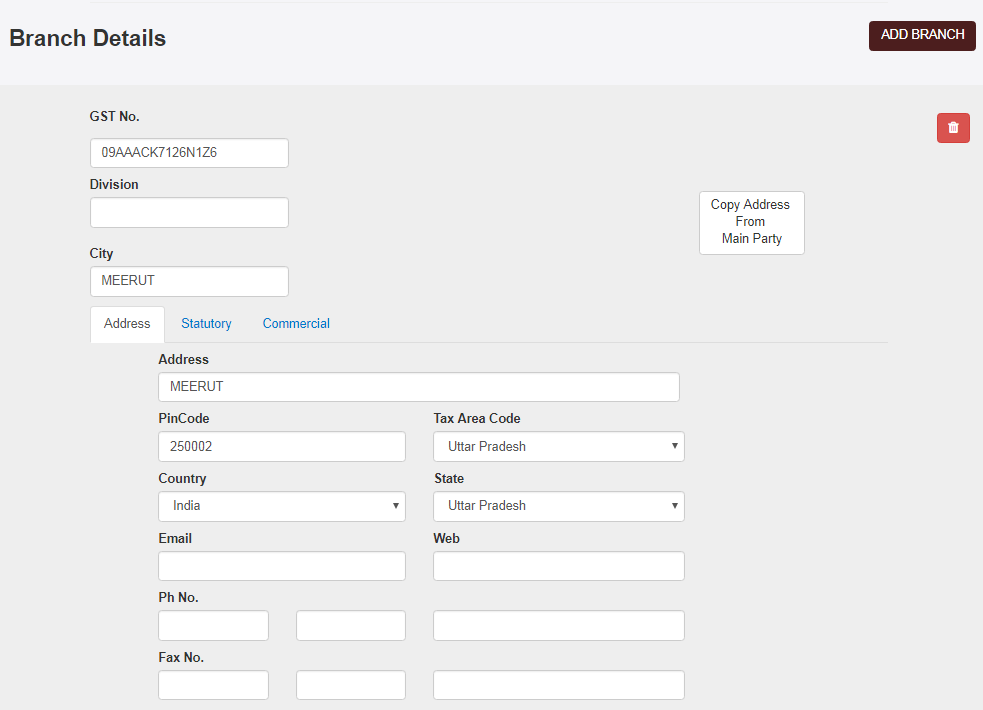 Branch Details
ADD BRANCH
GST No.
09AAACK7126N1Z6
Division
Copy Address
From
Main Party
City
MEERUT
Address Statutory Commercial
Address
MEERUT
PinCode Tax Area Code
250002 Uttar Pradesh
Country State
India Uttar Pradesh
Email Web
Ph No.
Fax No.